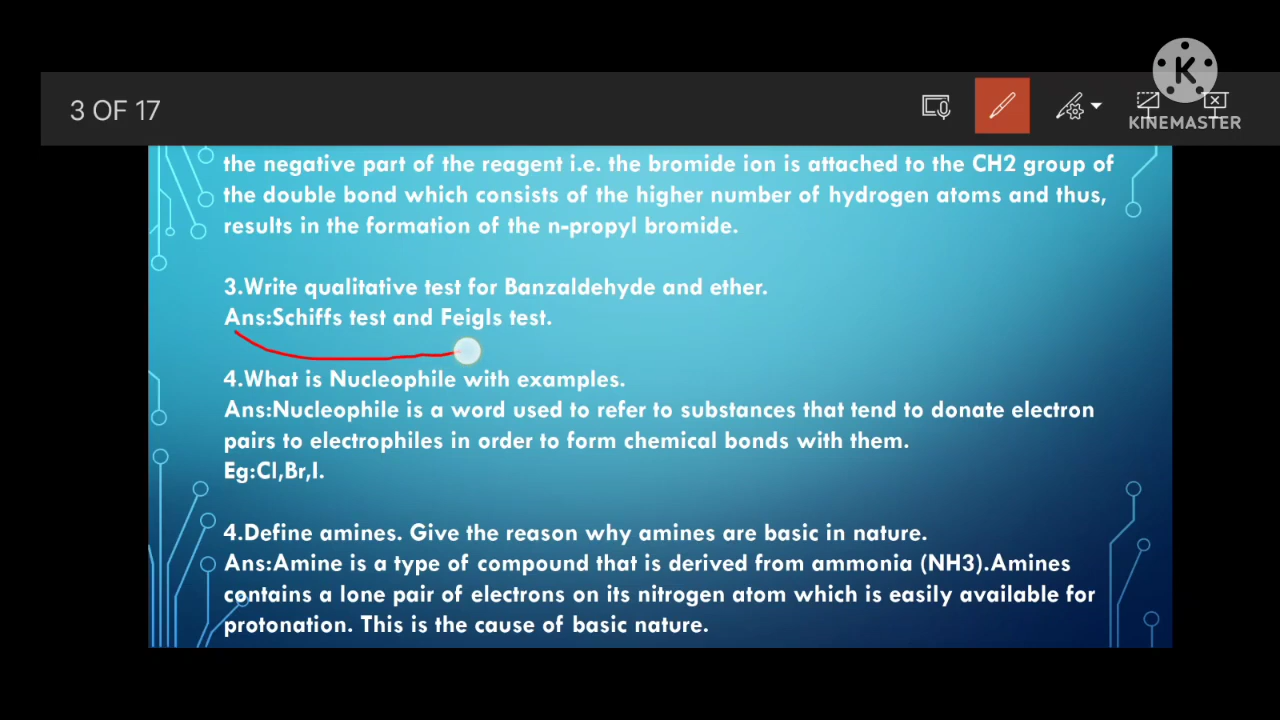 3 OF 17
KINEMASTER
the negative part of the reagent i.e. the bromide ion is attached to the CH2 group of
the double bond which consists of the higher number of hydrogen atoms and thus,
results in the formation of the n-propyl bromide.
3.Write qualitative test for Banzaldehyde and ether.
Ans:Schiffs test and Feigls test.
4.What is Nucleophile with examples.
Ans:Nucleophile is a word used to refer to substances that tend to donate electron
pairs to electrophiles in order to form chemical bonds with them.
Eg:Cl,Br,I.
4.Define amines. Give the reason why amines are basic in nature.
Ans:Amine is a type of compound that is derived from ammonia (NH3).Amines
contains a lone pair of electrons on its nitrogen atom which is easily available for
protonation. This is the cause of basic nature.